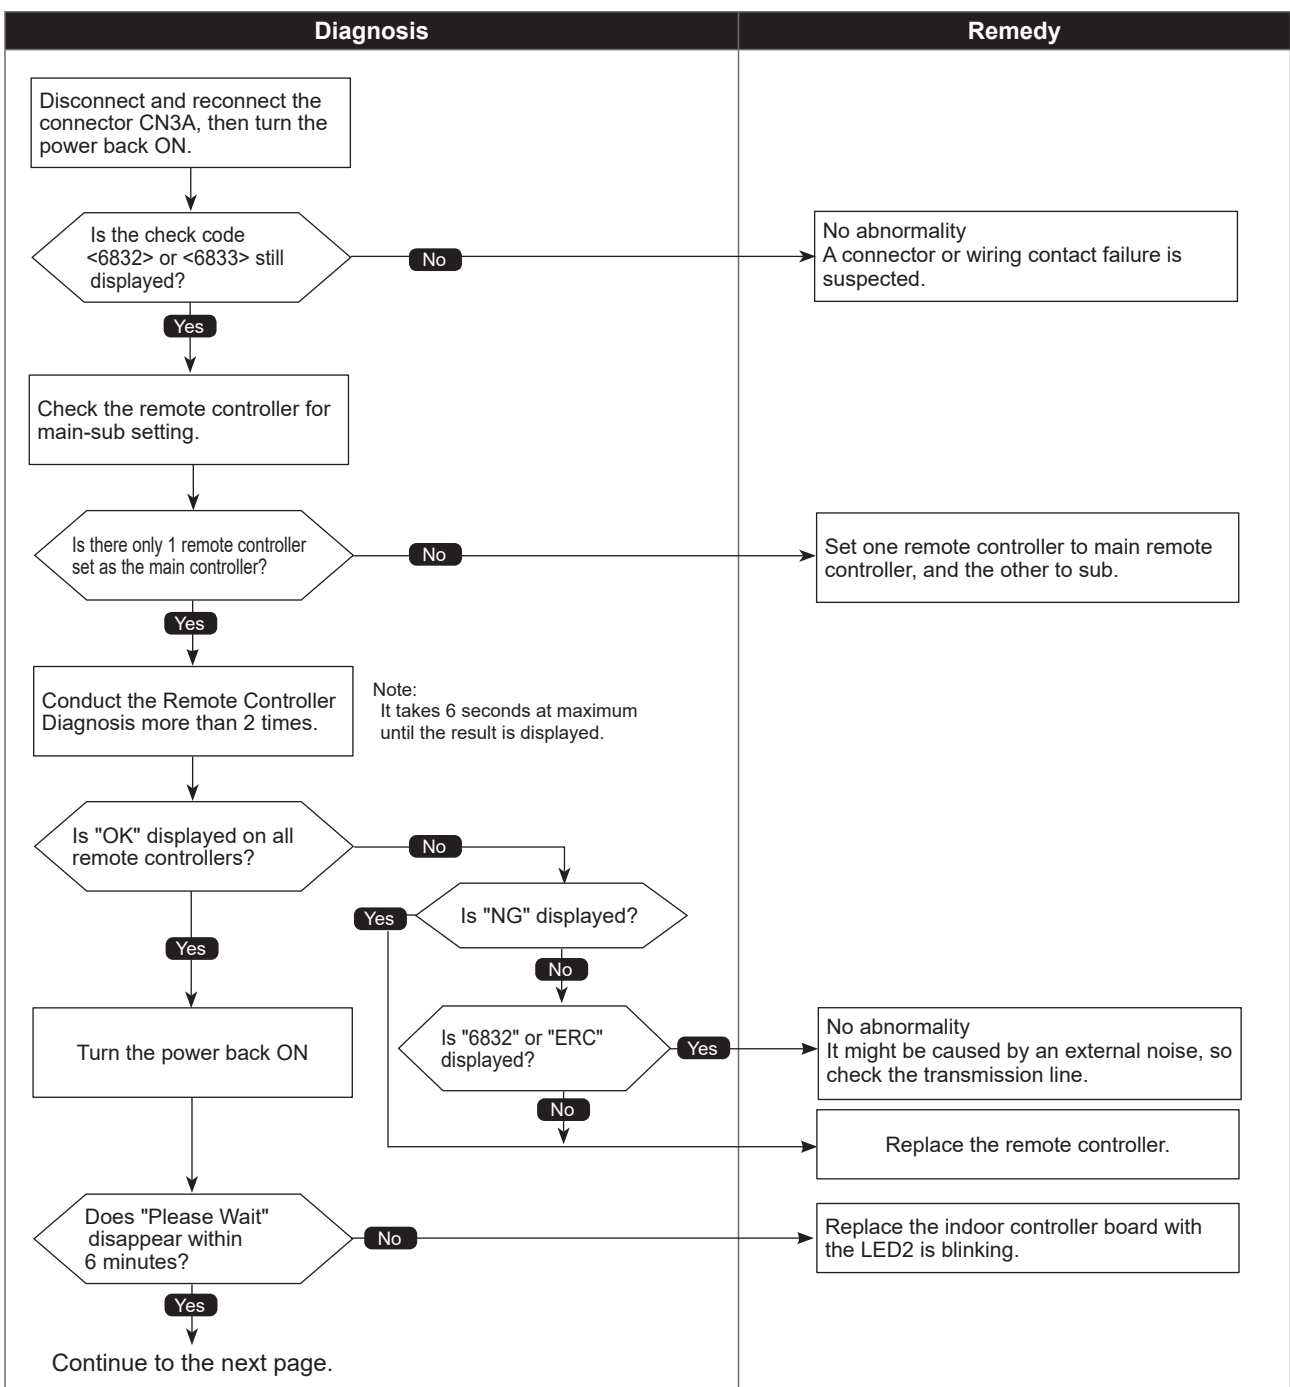 Diagnosis
Remedy
Disconnect and reconnect the
connector CN3A, then turn the
power back ON.
Is the check code
<6832> or <6833> still
displayed?
No
No abnormality
A connector or wiring contact failure is
suspected.
Yes
Check the remote controller for
main-sub setting.
Is there only 1 remote controller
set as the main controller?
No
Set one remote controller to main remote
controller, and the other to sub.
Yes
Conduct the Remote Controller
Diagnosis more than 2 times.
Note:
It takes 6 seconds at maximum
until the result is displayed.
Is "OK" displayed on all
remote controllers?
No
Yes
Is "NG" displayed?
Yes
No
Turn the power back ON
Is "6832" or "ERC"
displayed?
Yes
No abnormality
It might be caused by an external noise, so
check the transmission line.
No
Replace the remote controller.
Does "Please Wait"
disappear within
6 minutes?
No
Replace the indoor controller board with
the LED2 is blinking.
Yes
Continue to the next page.